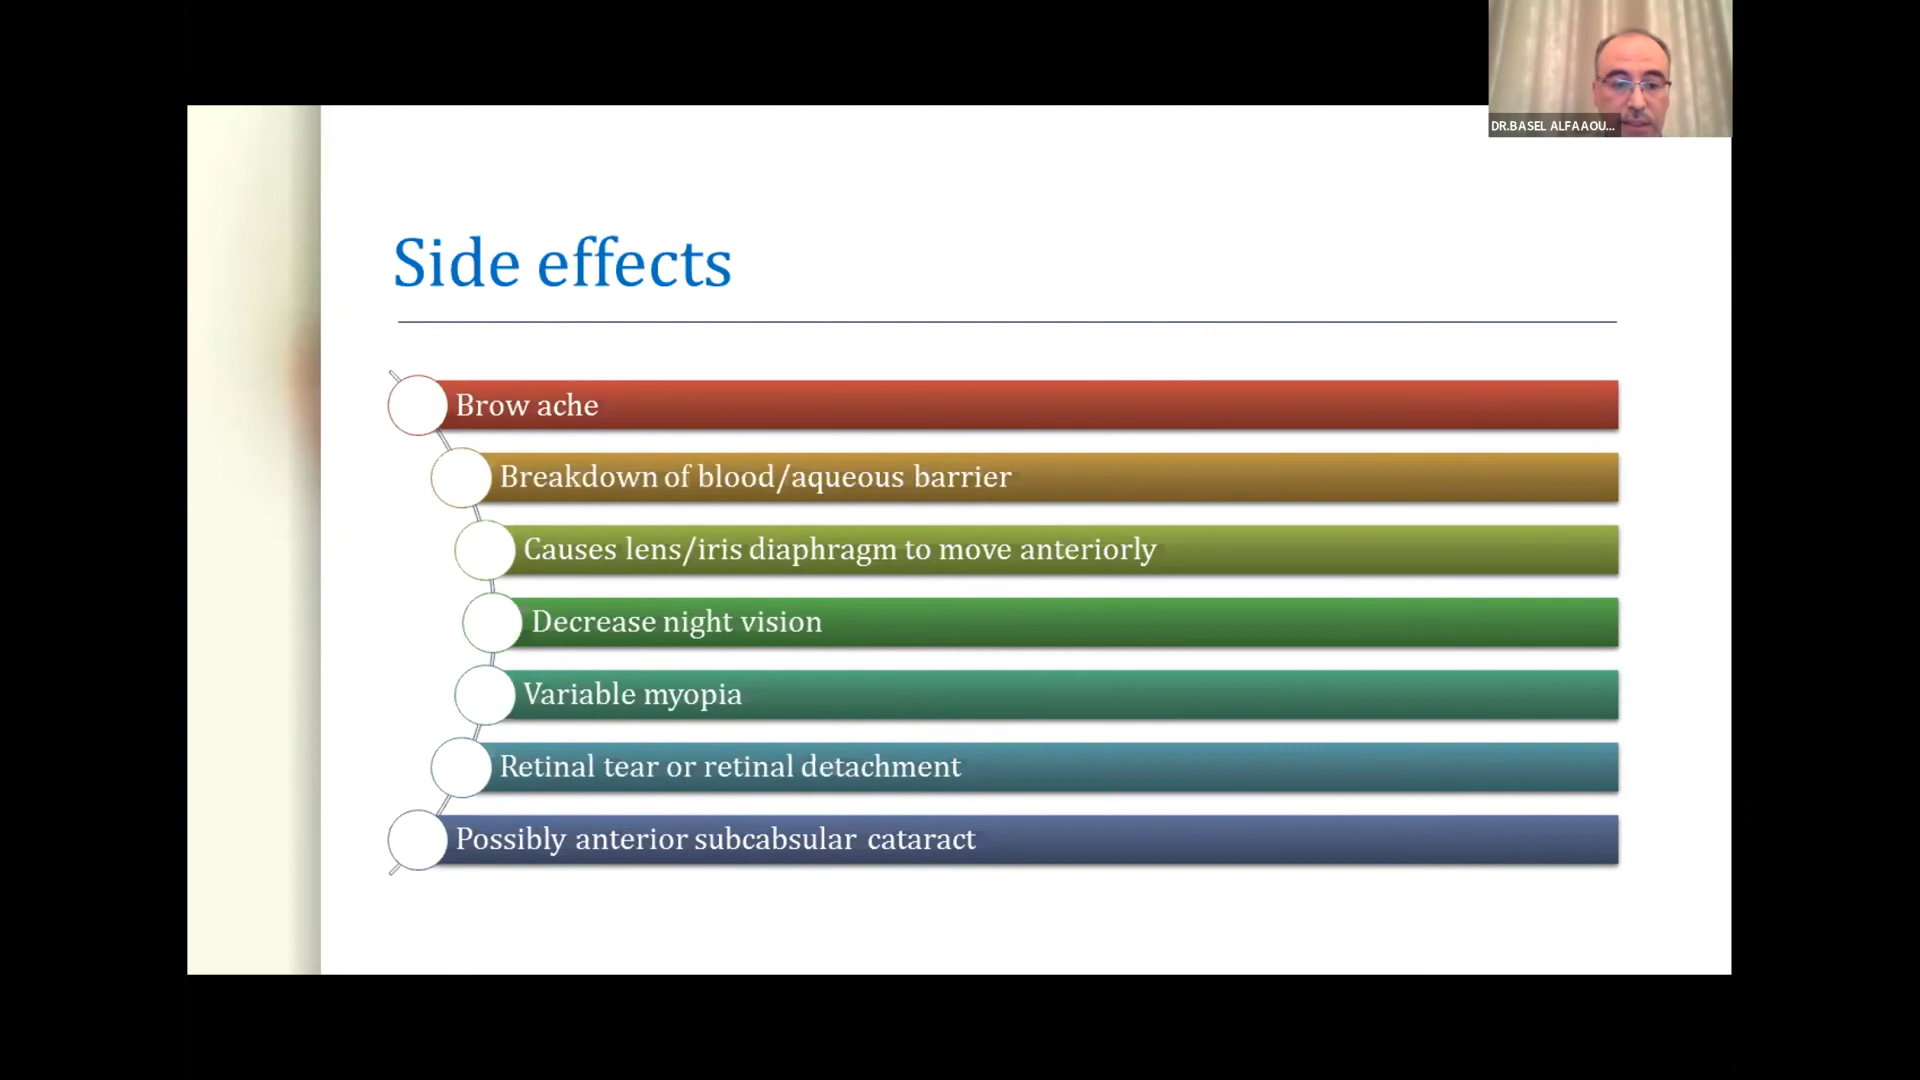 DR.BASEL ALFAAOU...
Side effects
Brow ache
Breakdown of blood/aqueous barrier
Causes lens/iris diaphragm to move anteriorly
Decrease night vision
Variable myopia
Retinal tear or retinal detachment
Possibly anterior subcabsular cataract